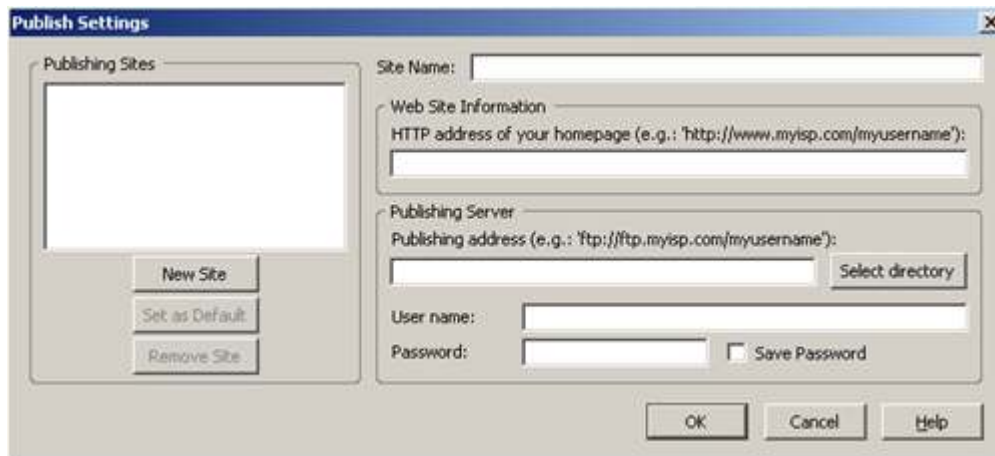 Publish Settings
Publishing Sites
New Site
Set as Default
Remove Site
Site Name:
Web Site Information
HTTP address of your homepage (e.g.: 'http://www.myisp.com/myusername'):
Publishing Server
Publishing address (e.g.: 'ftp://ftp.myisp.com/myusername'):
Select directory
User name:
Password:
Save Password
OK
Cancel
Help